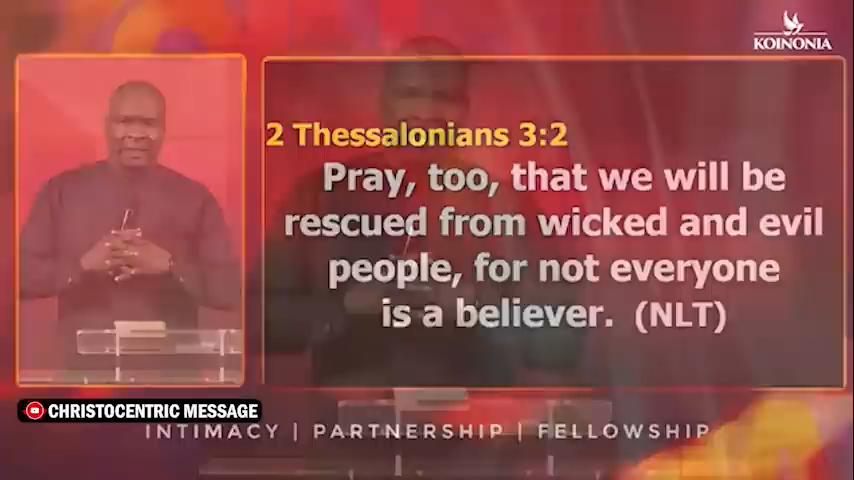 KOINONIA
2 Thessalonians 3:2
Pray, too, that we will be
rescued from wicked and evil
people, for not everyone
is a believer. (NLT)
CHRISTOCENTRIC MESSAGE
INTIMACY | PARTNERSHIP | FELLOWSHIP